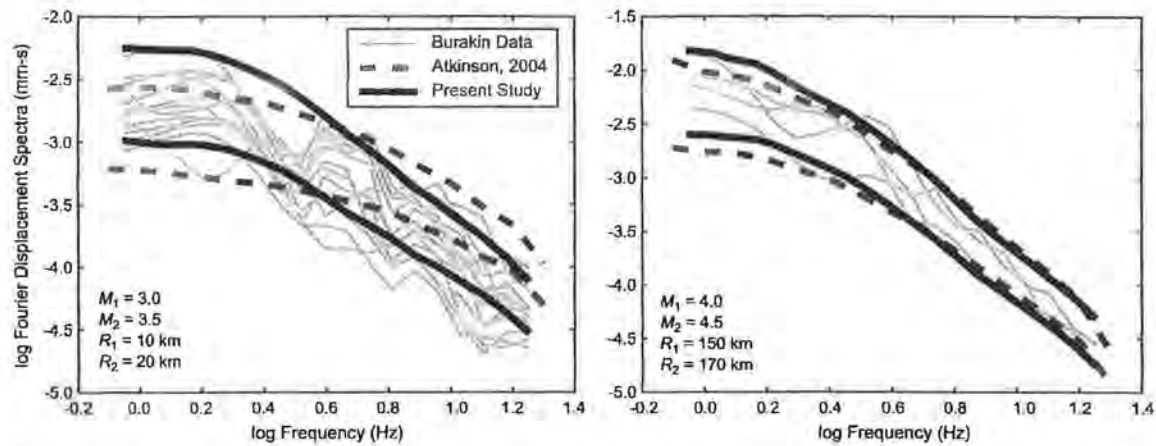 -2.0
-2.5
-3.0
-3.5
-4.0
-4.5
-5.0
log Fourier Displacement Spectra (mm-s)
Burakin Data
Atkinson, 2004
Present Study
M1 = 3.0
M2 = 3.5
R1 = 10 km
R2 = 20 km
-0.2 0.0 0.2 0.4 0.6 0.8 1.0 1.2 1.4
log Frequency (Hz)
-1.5
-2.0
-2.5
-3.0
-3.5
-4.0
-4.5
-5.0
M1 = 4.0
M2 = 4.5
R1 = 150 km
R2 = 170 km
-0.2 0.0 0.2 0.4 0.6 0.8 1.0 1.2 1.4
log Frequency (Hz)